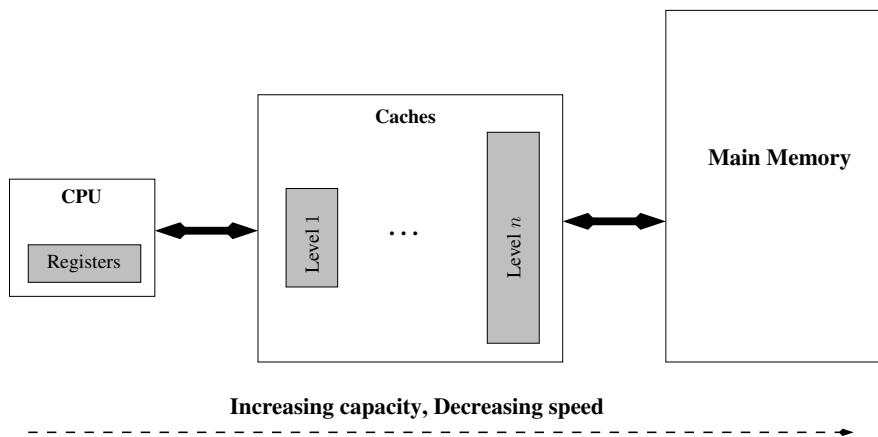 CPU
Registers
Caches
Level 1
...
Level n
Main Memory
Increasing capacity, Decreasing speed